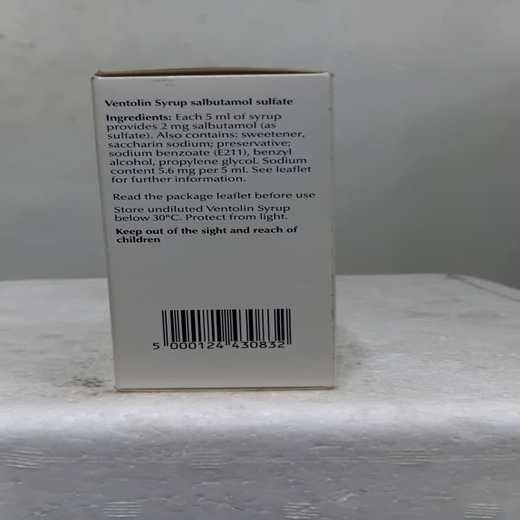 Ventolin Syrup salbutamol sulfate
Ingredients: Each 5 ml of syrup
provides 2 mg salbutamol (as
sulfate). Also contains: sweetener,
saccharin sodium; preservative;
sodium benzoate (E211), benzyl
alcohol, propylene glycol. Sodium
content 5.6 mg per 5 ml. See leaflet
for further information.
Read the package leaflet before use
Store undiluted Ventolin Syrup
below 30°C. Protect from light.
Keep out of the sight and reach of
children
5 000124 430832